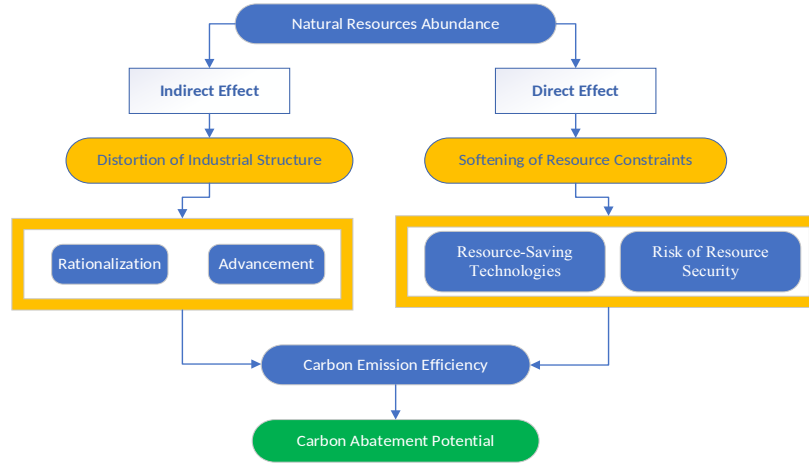 Natural Resources Abundance
Indirect Effect
Direct Effect
Distortion of Industrial Structure
Softening of Resource Constraints
Rationalization
Advancement
Resource-Saving
Technologies
Risk of Resource
Security
Carbon Emission Efficiency
Carbon Abatement Potential